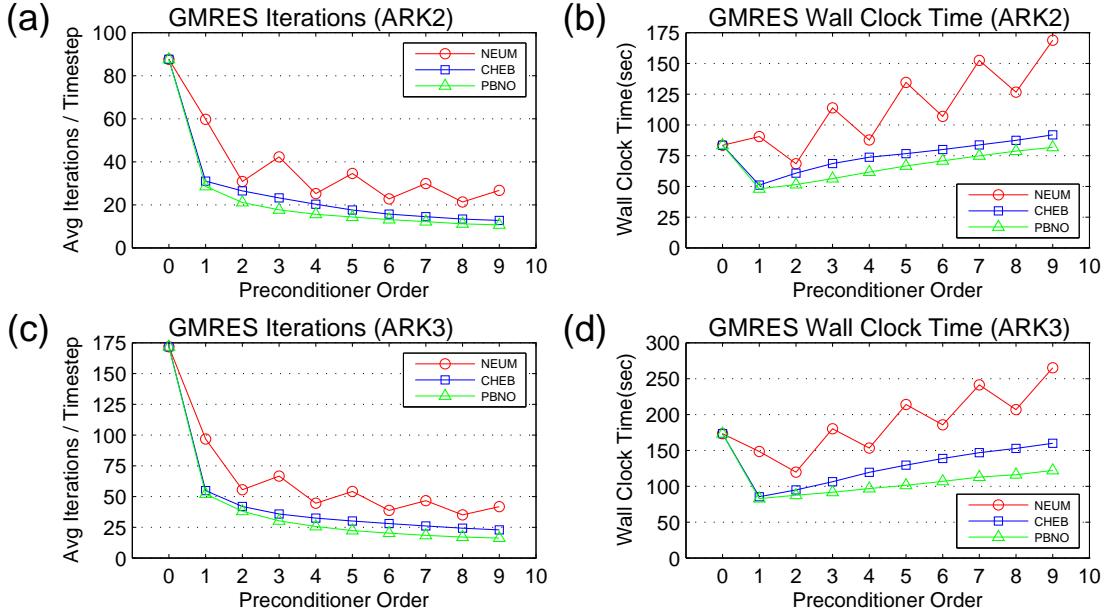 (a)
GMRES Iterations (ARK2)
100
80
60
40
20
0
Avg Iterations / Timestep
NEUM
CHEB
PBNO
0 1 2 3 4 5 6 7 8 9 10
Preconditioner Order
(b)
GMRES Wall Clock Time (ARK2)
175
150
125
100
75
50
25
0
Wall Clock Time(sec)
NEUM
CHEB
PBNO
0 1 2 3 4 5 6 7 8 9 10
Preconditioner Order
(c)
GMRES Iterations (ARK3)
175
150
125
100
75
50
25
0
Avg Iterations / Timestep
NEUM
CHEB
PBNO
0 1 2 3 4 5 6 7 8 9 10
Preconditioner Order
(d)
GMRES Wall Clock Time (ARK3)
300
250
200
150
100
50
0
Wall Clock Time(sec)
NEUM
CHEB
PBNO
0 1 2 3 4 5 6 7 8 9 10
Preconditioner Order